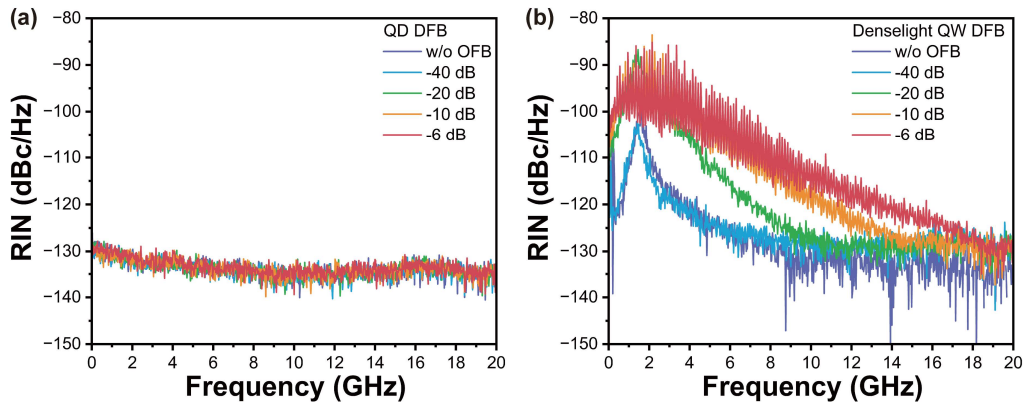 (a)
QD DFB
w/o OFB
-40 dB
-20 dB
-10 dB
-6 dB
RIN (dBc/Hz)
−80
−90
−100
−110
−120
−130
−140
−150
0 2 4 6 8 10 12 14 16 18 20
Frequency (GHz)
(b)
Denselight QW DFB
w/o OFB
-40 dB
-20 dB
-10 dB
-6 dB
RIN (dBc/Hz)
−80
−90
−100
−110
−120
−130
−140
−150
0 2 4 6 8 10 12 14 16 18 20
Frequency (GHz)